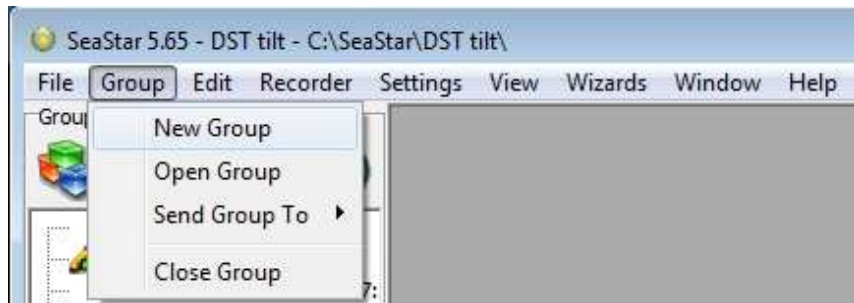 SeaStar 5.65 - DST tilt - C:\SeaStar\DST tilt\
File Group Edit Recorder Settings View Wizards Window Help
New Group
Open Group
Send Group To
Close Group
7: